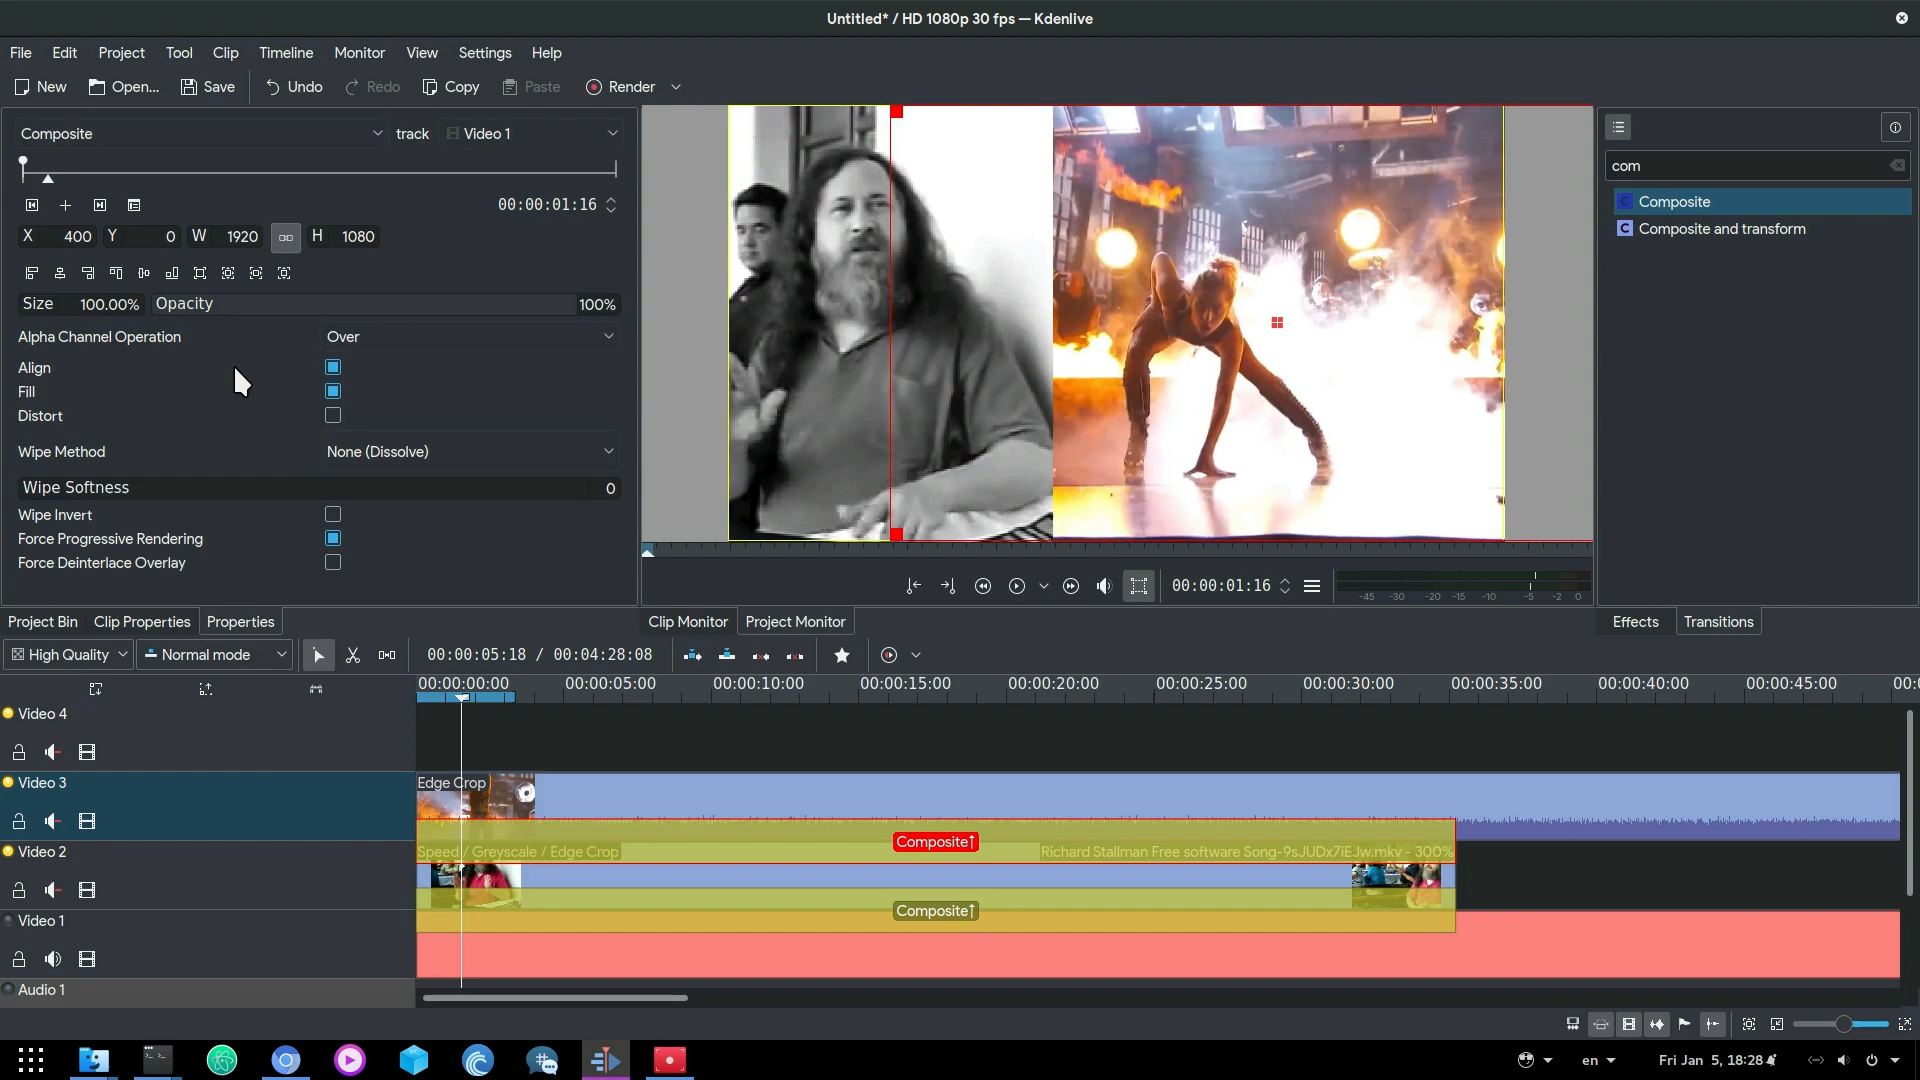 Untitled* / HD 1080p 30 fps — Kdenlive
File Edit Project Tool Clip Timeline Monitor View Settings Help
New Open... Save Undo Redo Copy Paste Render
Composite track Video 1
00:00:01:16
X 400 Y 0 W 1920 H 1080
Size 100.00% Opacity 100%
Alpha Channel Operation Over
Align
Fill
Distort
Wipe Method None (Dissolve)
Wipe Softness 0
Wipe Invert
Force Progressive Rendering
Force Deinterlace Overlay
Project Bin Clip Properties Properties
00:00:01:16
-45 -30 -20 -15 -10 -5 -2 0
Clip Monitor Project Monitor
com
C Composite
C Composite and transform
Effects Transitions
High Quality Normal mode 00:00:05:18 / 00:04:28:08
00:00:00:00 00:00:05:00 00:00:10:00 00:00:15:00 00:00:20:00 00:00:25:00 00:00:30:00 00:00:35:00 00:00:40:00 00:00:45:00
Video 4
Video 3
Edge Crop
Composite↑
Video 2
Speed / Greyscale / Edge Crop Richard Stallman Free software Song-9sJUDx7iEJw.mkv - 300%
Composite↑
Video 1
Audio 1
en Fri Jan 5, 18:28